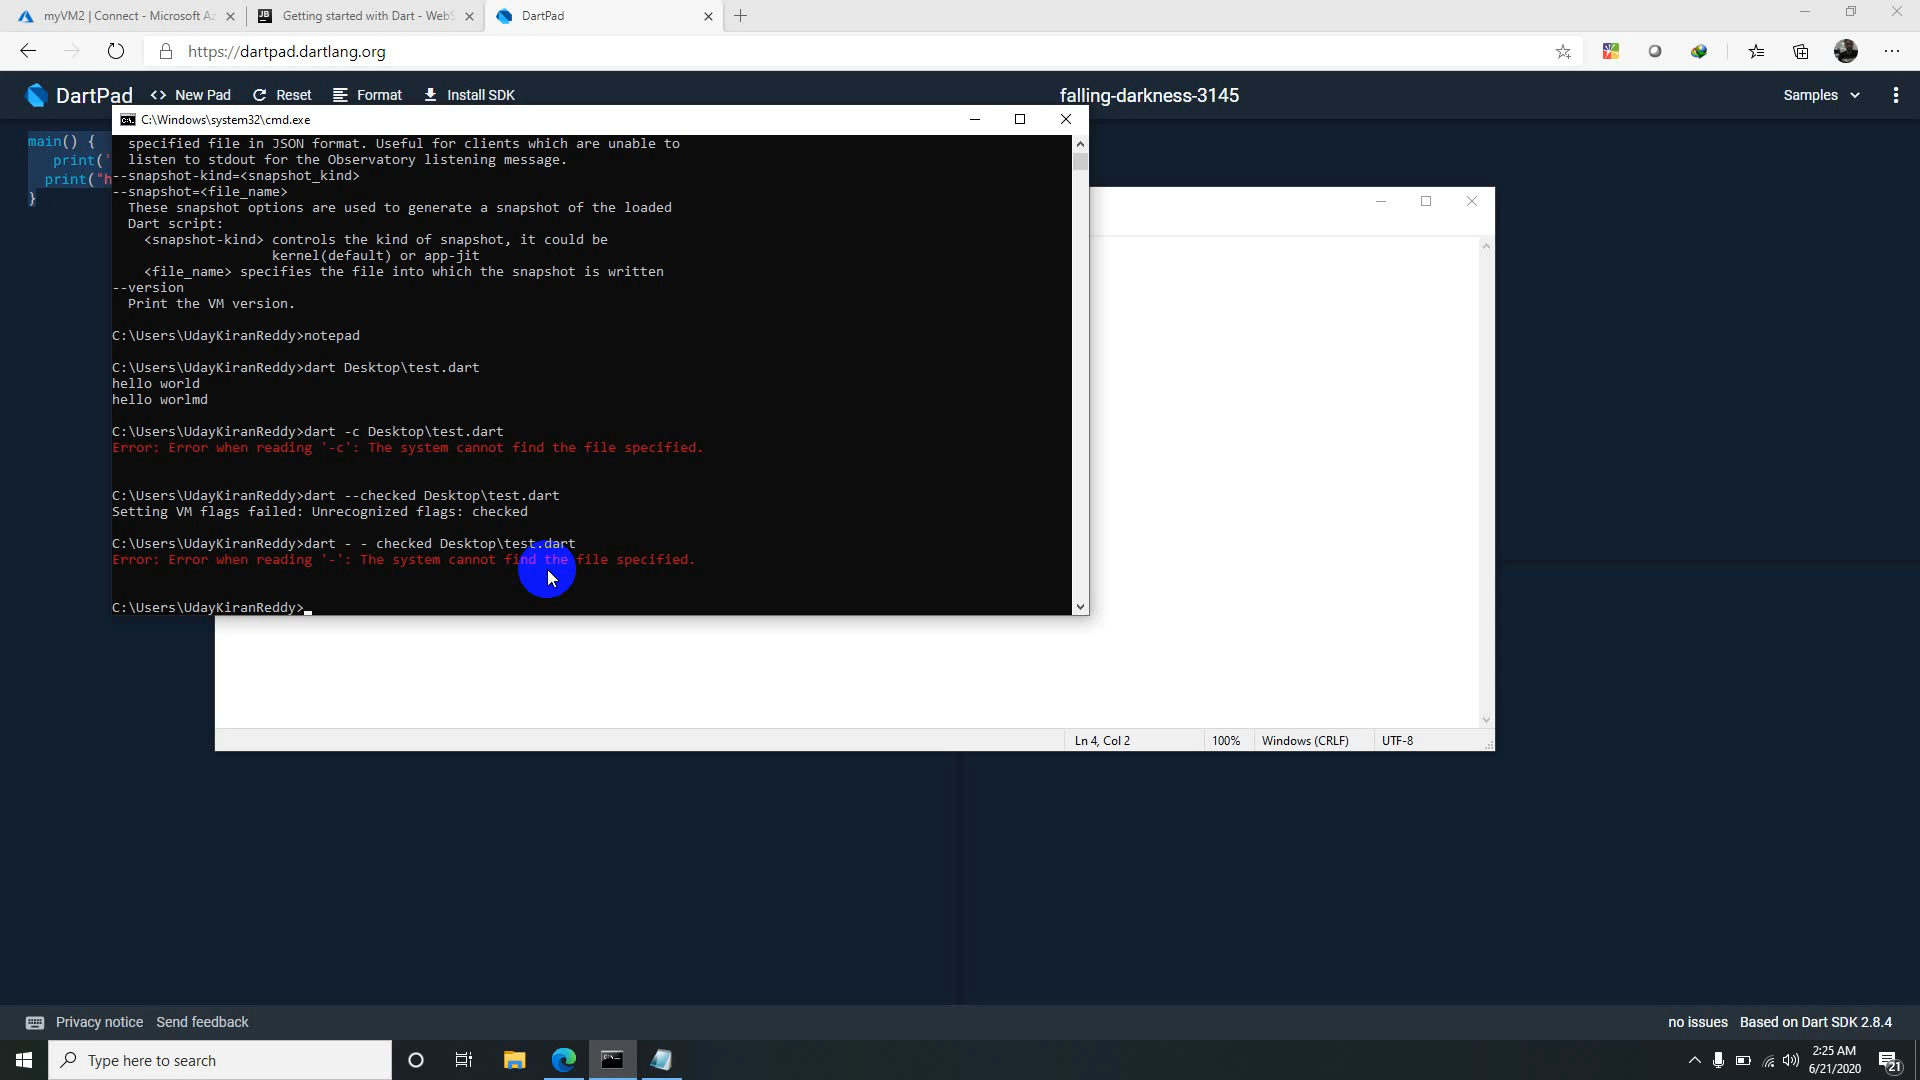 myVM2 | Connect - Microsoft Az
Getting started with Dart - WebS
DartPad
https://dartpad.dartlang.org
DartPad
<> New Pad
Reset
Format
Install SDK
falling-darkness-3145
Samples
main() {
print('
print("h
}
C:\Windows\system32\cmd.exe
specified file in JSON format. Useful for clients which are unable to
listen to stdout for the Observatory listening message.
--snapshot-kind=<snapshot_kind>
--snapshot=<file_name>
These snapshot options are used to generate a snapshot of the loaded
Dart script:
<snapshot-kind> controls the kind of snapshot, it could be
kernel(default) or app-jit
<file_name> specifies the file into which the snapshot is written
--version
Print the VM version.
C:\Users\UdayKiranReddy>notepad
C:\Users\UdayKiranReddy>dart Desktop\test.dart
hello world
hello worlmd
C:\Users\UdayKiranReddy>dart -c Desktop\test.dart
Error: Error when reading '-c': The system cannot find the file specified.
C:\Users\UdayKiranReddy>dart --checked Desktop\test.dart
Setting VM flags failed: Unrecognized flags: checked
C:\Users\UdayKiranReddy>dart - - checked Desktop\test.dart
Error: Error when reading '-': The system cannot find the file specified.
C:\Users\UdayKiranReddy>
Ln 4, Col 2
100%
Windows (CRLF)
UTF-8
Privacy notice
Send feedback
no issues
Based on Dart SDK 2.8.4
Type here to search
2:25 AM
6/21/2020
21